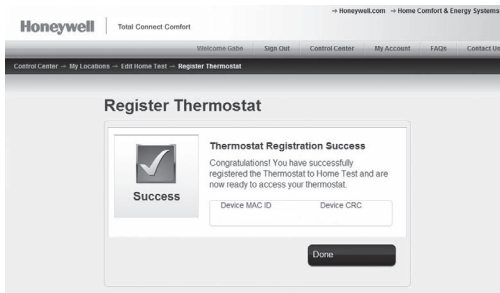 → Honeywell.com → Home Comfort & Energy Systems
Honeywell | Total Connect Comfort
Welcome Gabe Sign Out Control Center My Account FAQs Contact Us
Control Center → My Locations → Edit Home Test → Register Thermostat
Register Thermostat
Success
Thermostat Registration Success
Congratulations! You have successfully
registered the Thermostat to Home Test and are
now ready to access your thermostat.
Device MAC ID Device CRC
Done